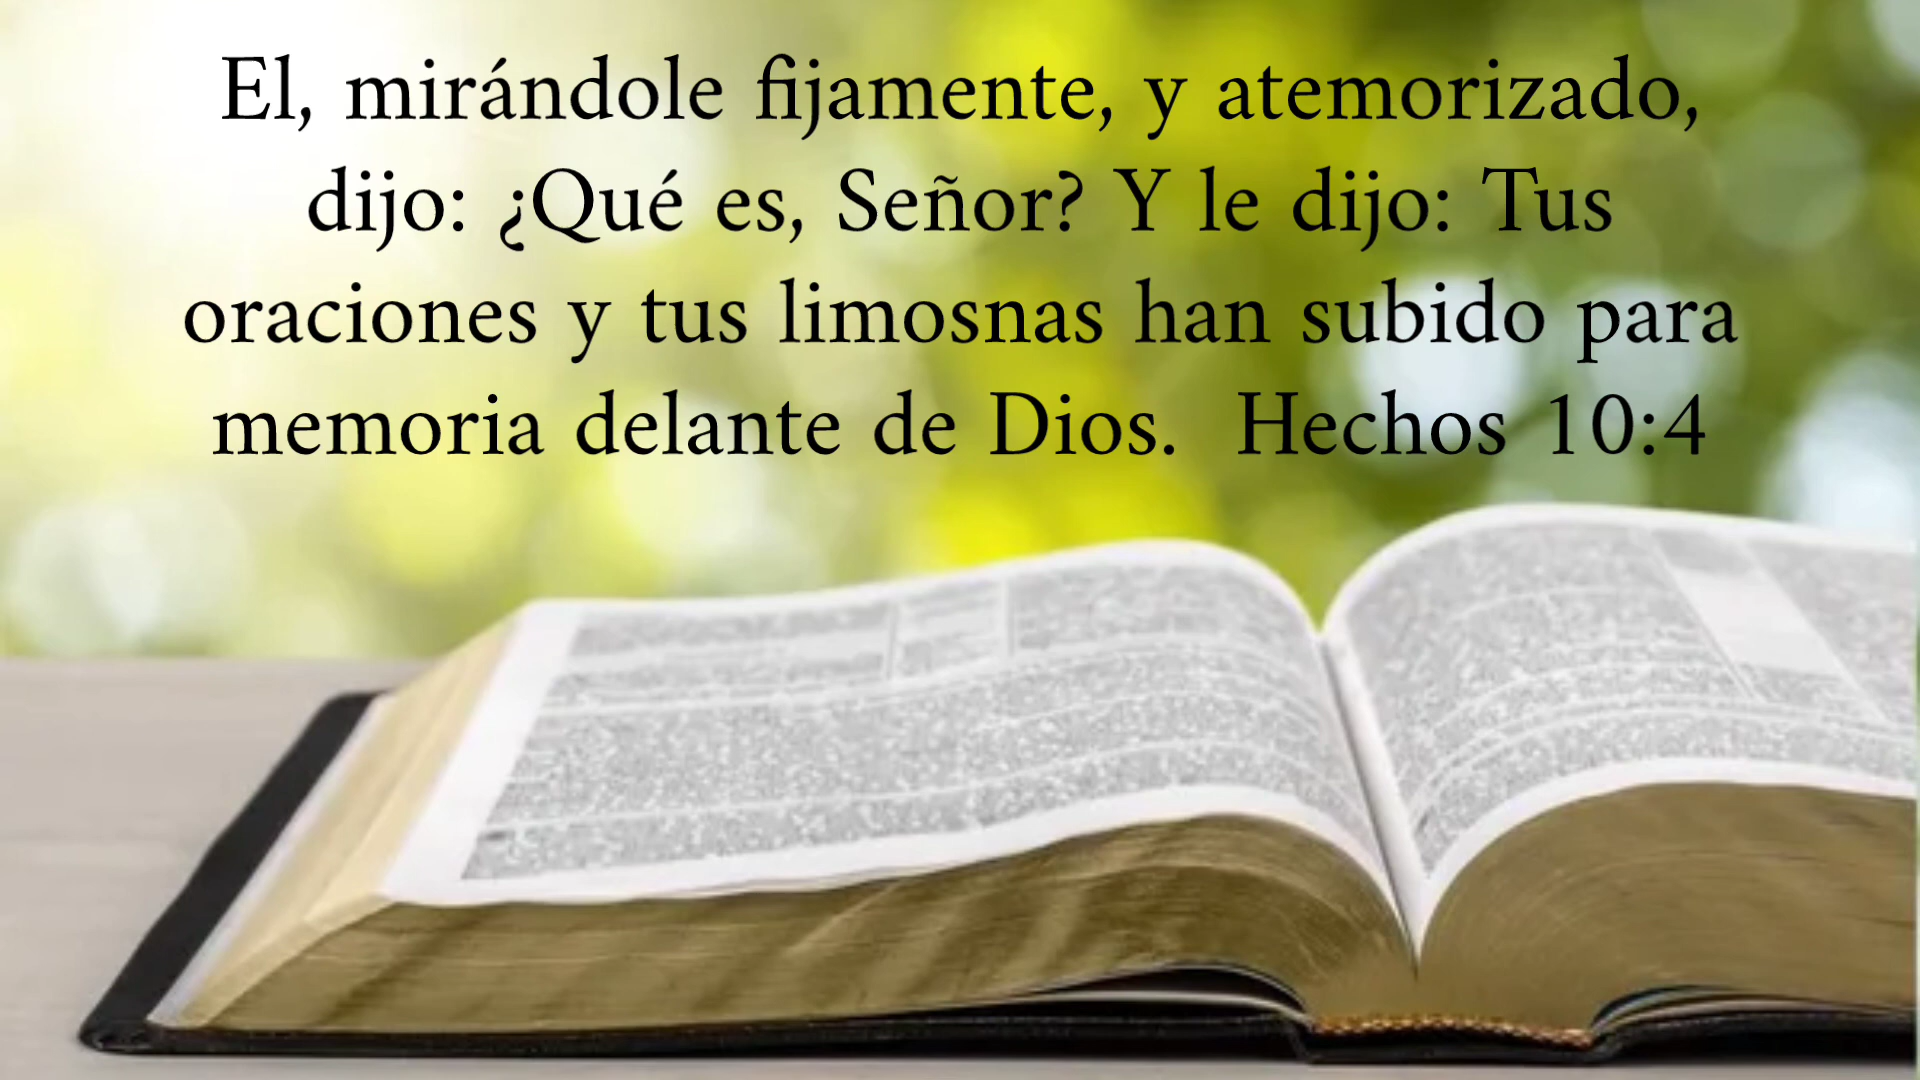 El, mirándole fijamente, y atemorizado,
dijo: ¿Qué es, Señor? Y le dijo: Tus
oraciones y tus limosnas han subido para
memoria delante de Dios.  Hechos 10:4